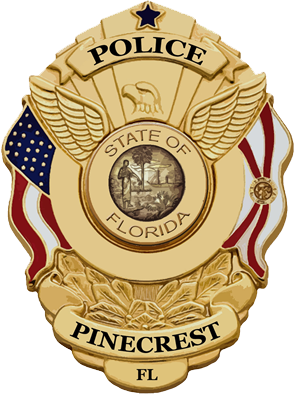 POLICE
STATE OF
FLORIDA
PINECREST
FL